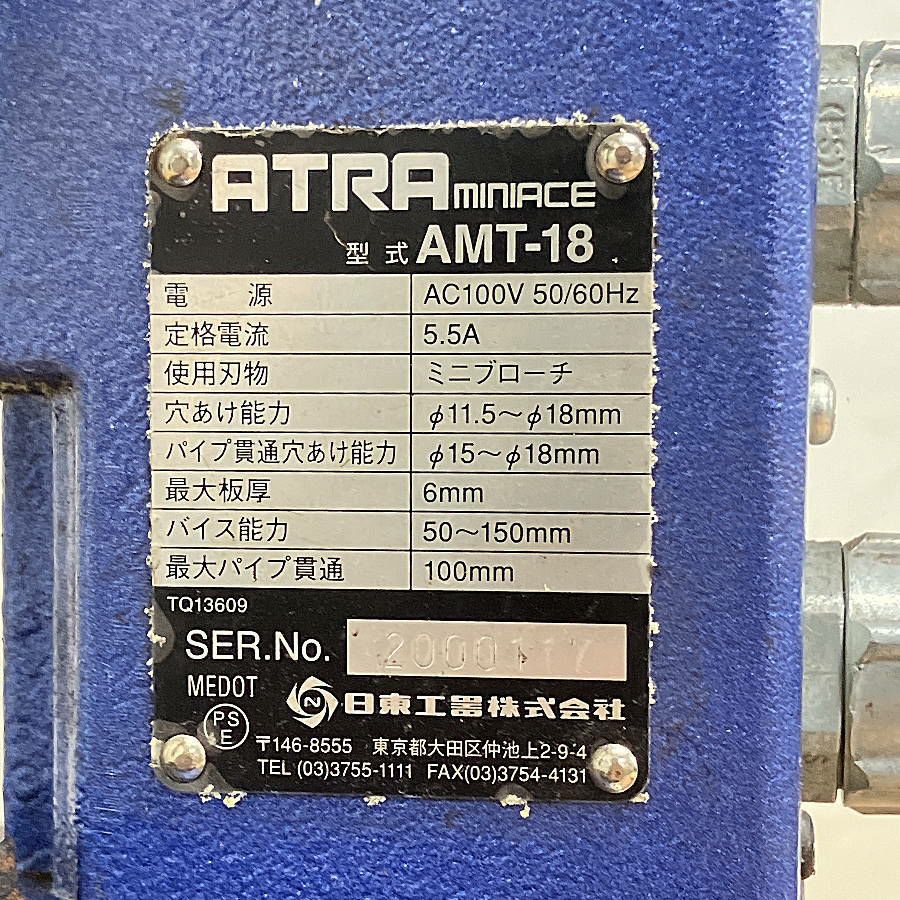 ATRA MINIACE
型式 AMT-18
電源 AC100V 50/60Hz
定格電流 5.5A
使用刃物 ミニブローチ
穴あけ能力 φ11.5〜φ18mm
パイプ貫通穴あけ能力 φ15〜φ18mm
最大板厚 6mm
バイス能力 50〜150mm
最大パイプ貫通 100mm
TQ13609
SER.No. 2000117
MEDOT
日東工器株式会社
PS
E
〒146-8555 東京都大田区仲池上2-9-4
TEL (03)3755-1111 FAX(03)3754-4131